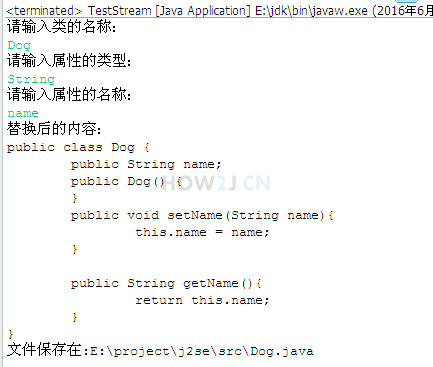 <terminated> TestStream [Java Application] E:\jdk\bin\javaw.exe (2016年6月
请输入类的名称:
Dog
请输入属性的类型:
String
请输入属性的名称:
name
替换后的内容:
public class Dog {
public String name;
public Dog() {
HOW2J.CN
}
public void setName(String name){
this.name = name;
}
public String getName(){
return this.name;
}
}
文件保存在:E:\project\j2se\src\Dog.java